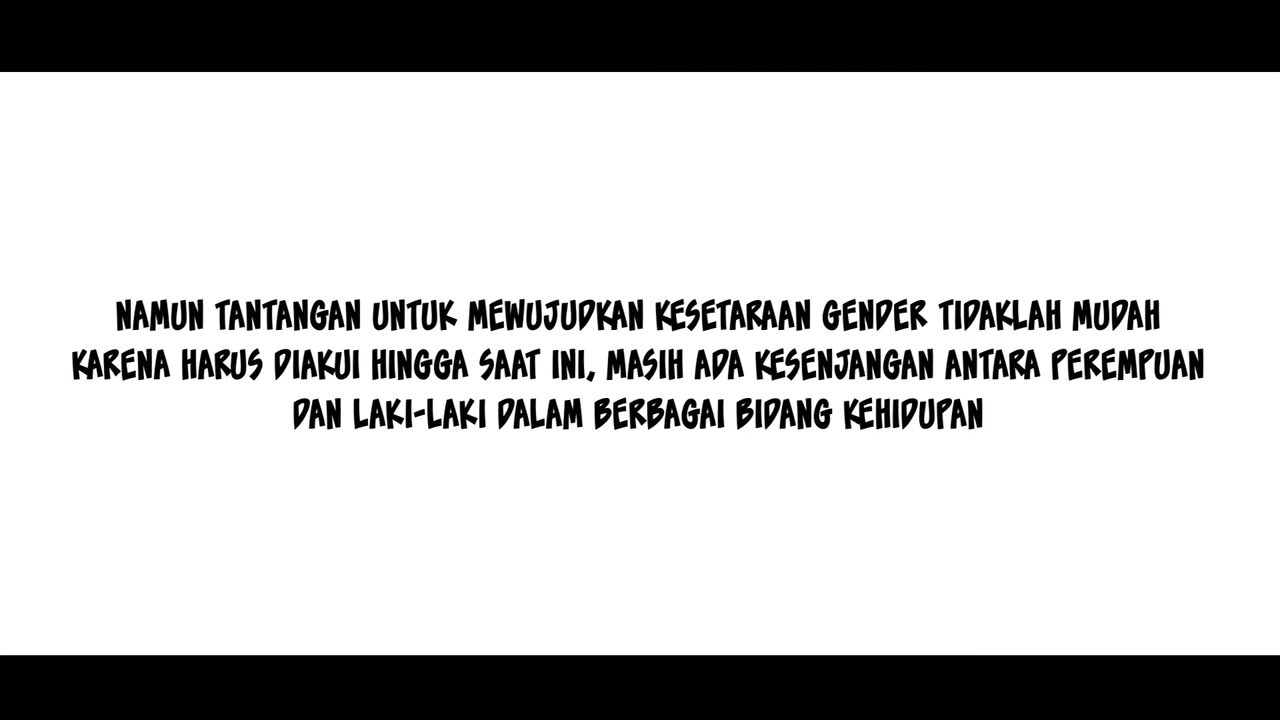 NAMUN TANTANGAN UNTUK MEWUJUDKAN KESETARAAN GENDER TIDAKLAH MUDAH
KARENA HARUS DIAKUI HINGGA SAAT INI, MASIH ADA KESENJANGAN ANTARA PEREMPUAN
DAN LAKI-LAKI DALAM BERBAGAI BIDANG KEHIDUPAN